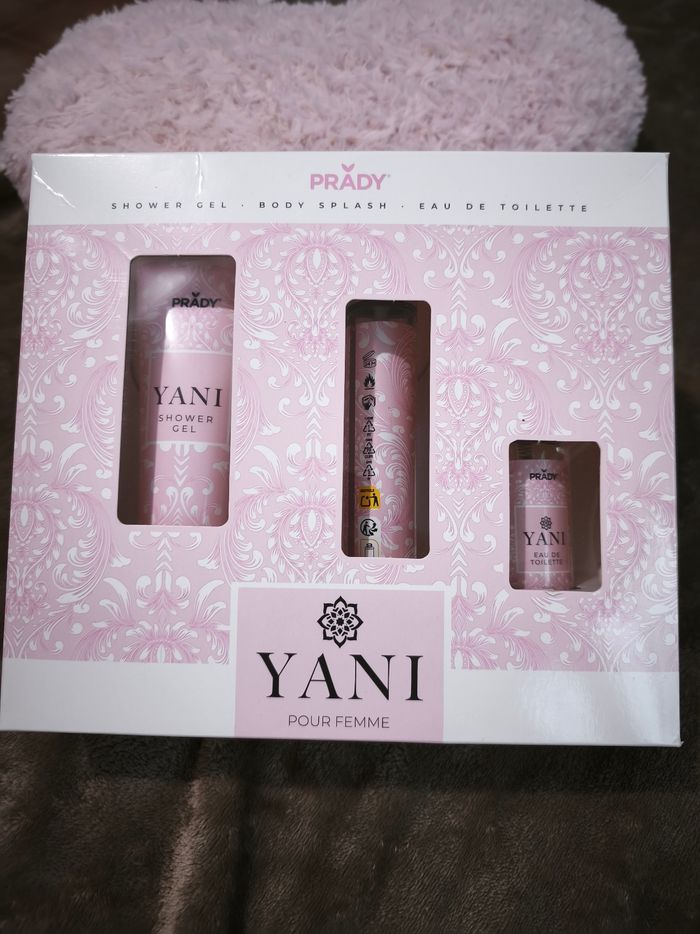 PRADY®
SHOWER GEL · BODY SPLASH · EAU DE TOILETTE
PRADY
YANI
SHOWER
GEL
PRADY
YANI
EAU DE
TOILETTE
YANI
POUR FEMME